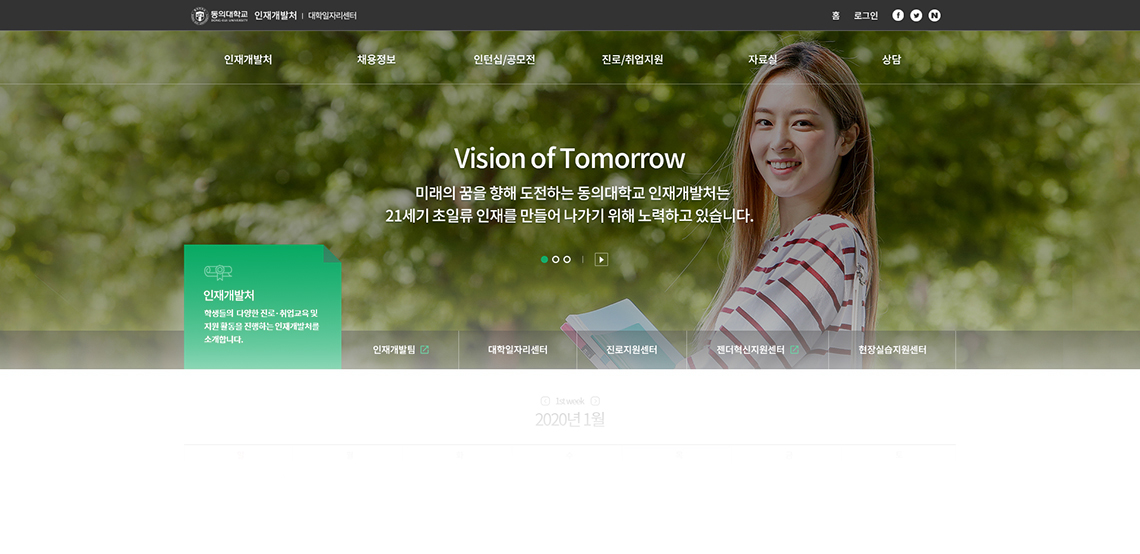 동의대학교 인재개발처 | 대학일자리센터
홈 로그인
인재개발처 채용정보 인턴십/공모전 진로/취업지원 자료실 상담
Vision of Tomorrow
미래의 꿈을 향해 도전하는 동의대학교 인재개발처는
21세기 초일류 인재를 만들어 나가기 위해 노력하고 있습니다.
인재개발처
학생들의 다양한 진로·취업교육 및
지원 활동을 진행하는 인재개발처를
소개합니다.
인재개발팀 대학일자리센터 진로지원센터 젠더혁신지원센터 현장실습지원센터
1st week
2020년 1월